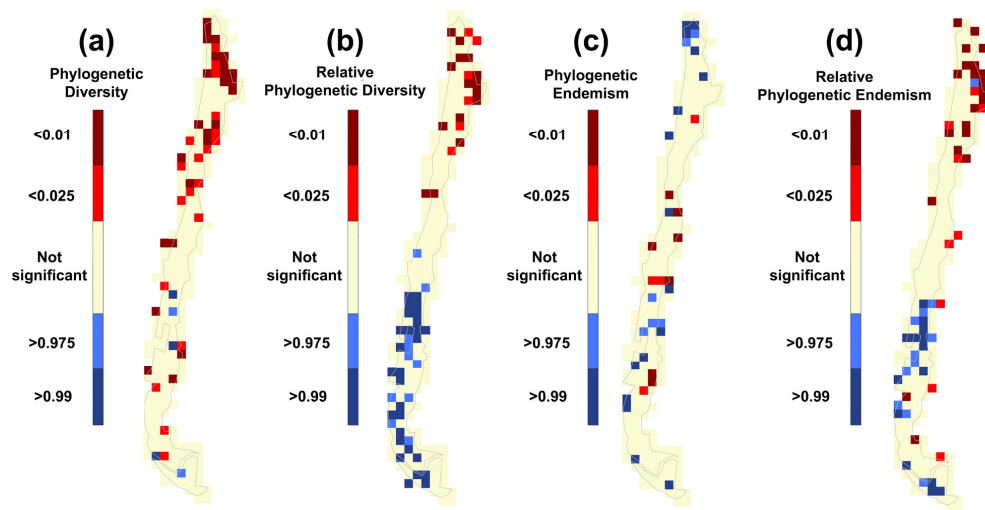 (a)
Phylogenetic
Diversity
<0.01
<0.025
Not
significant
>0.975
>0.99
(b)
Relative
Phylogenetic Diversity
<0.01
<0.025
Not
significant
>0.975
>0.99
(c)
Phylogenetic
Endemism
<0.01
<0.025
Not
significant
>0.975
>0.99
(d)
Relative
Phylogenetic Endemism
<0.01
<0.025
Not
significant
>0.975
>0.99